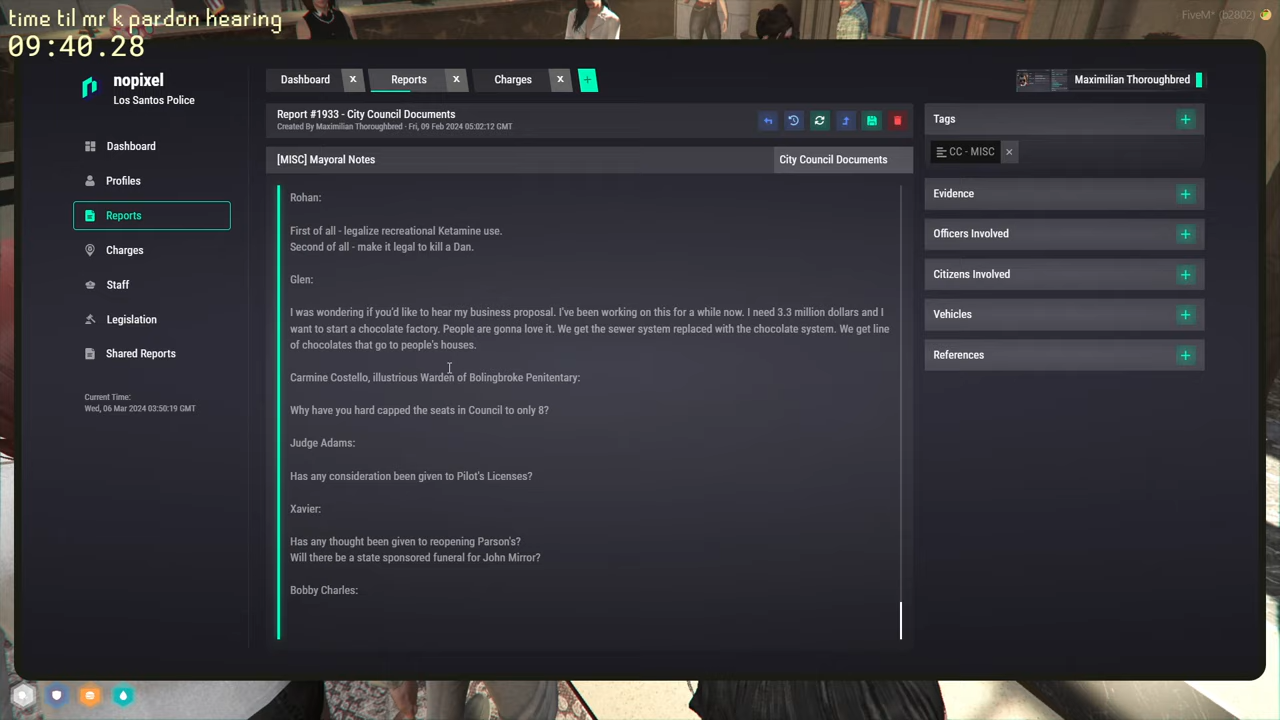 time til mr k pardon hearing
09:40.28
FiveM* (b2802)
nopixel
Los Santos Police
Dashboard x
Reports x
Charges x
+
Maximilian Thoroughbred
Dashboard
Profiles
Reports
Charges
Staff
Legislation
Shared Reports
Current Time:
Wed, 06 Mar 2024 03:50:19 GMT
Report #1933 - City Council Documents
Created By Maximilian Thoroughbred · Fri, 09 Feb 2024 05:02:12 GMT
[MISC] Mayoral Notes
City Council Documents
Rohan:
First of all - legalize recreational Ketamine use.
Second of all - make it legal to kill a Dan.
Glen:
I was wondering if you'd like to hear my business proposal. I've been working on this for a while now. I need 3.3 million dollars and I
want to start a chocolate factory. People are gonna love it. We get the sewer system replaced with the chocolate system. We get line
of chocolates that go to people's houses.
Carmine Costello, illustrious Warden of Bolingbroke Penitentary:
Why have you hard capped the seats in Council to only 8?
Judge Adams:
Has any consideration been given to Pilot's Licenses?
Xavier:
Has any thought been given to reopening Parson's?
Will there be a state sponsored funeral for John Mirror?
Bobby Charles:
Tags +
CC - MISC x
Evidence +
Officers Involved +
Citizens Involved +
Vehicles +
References +